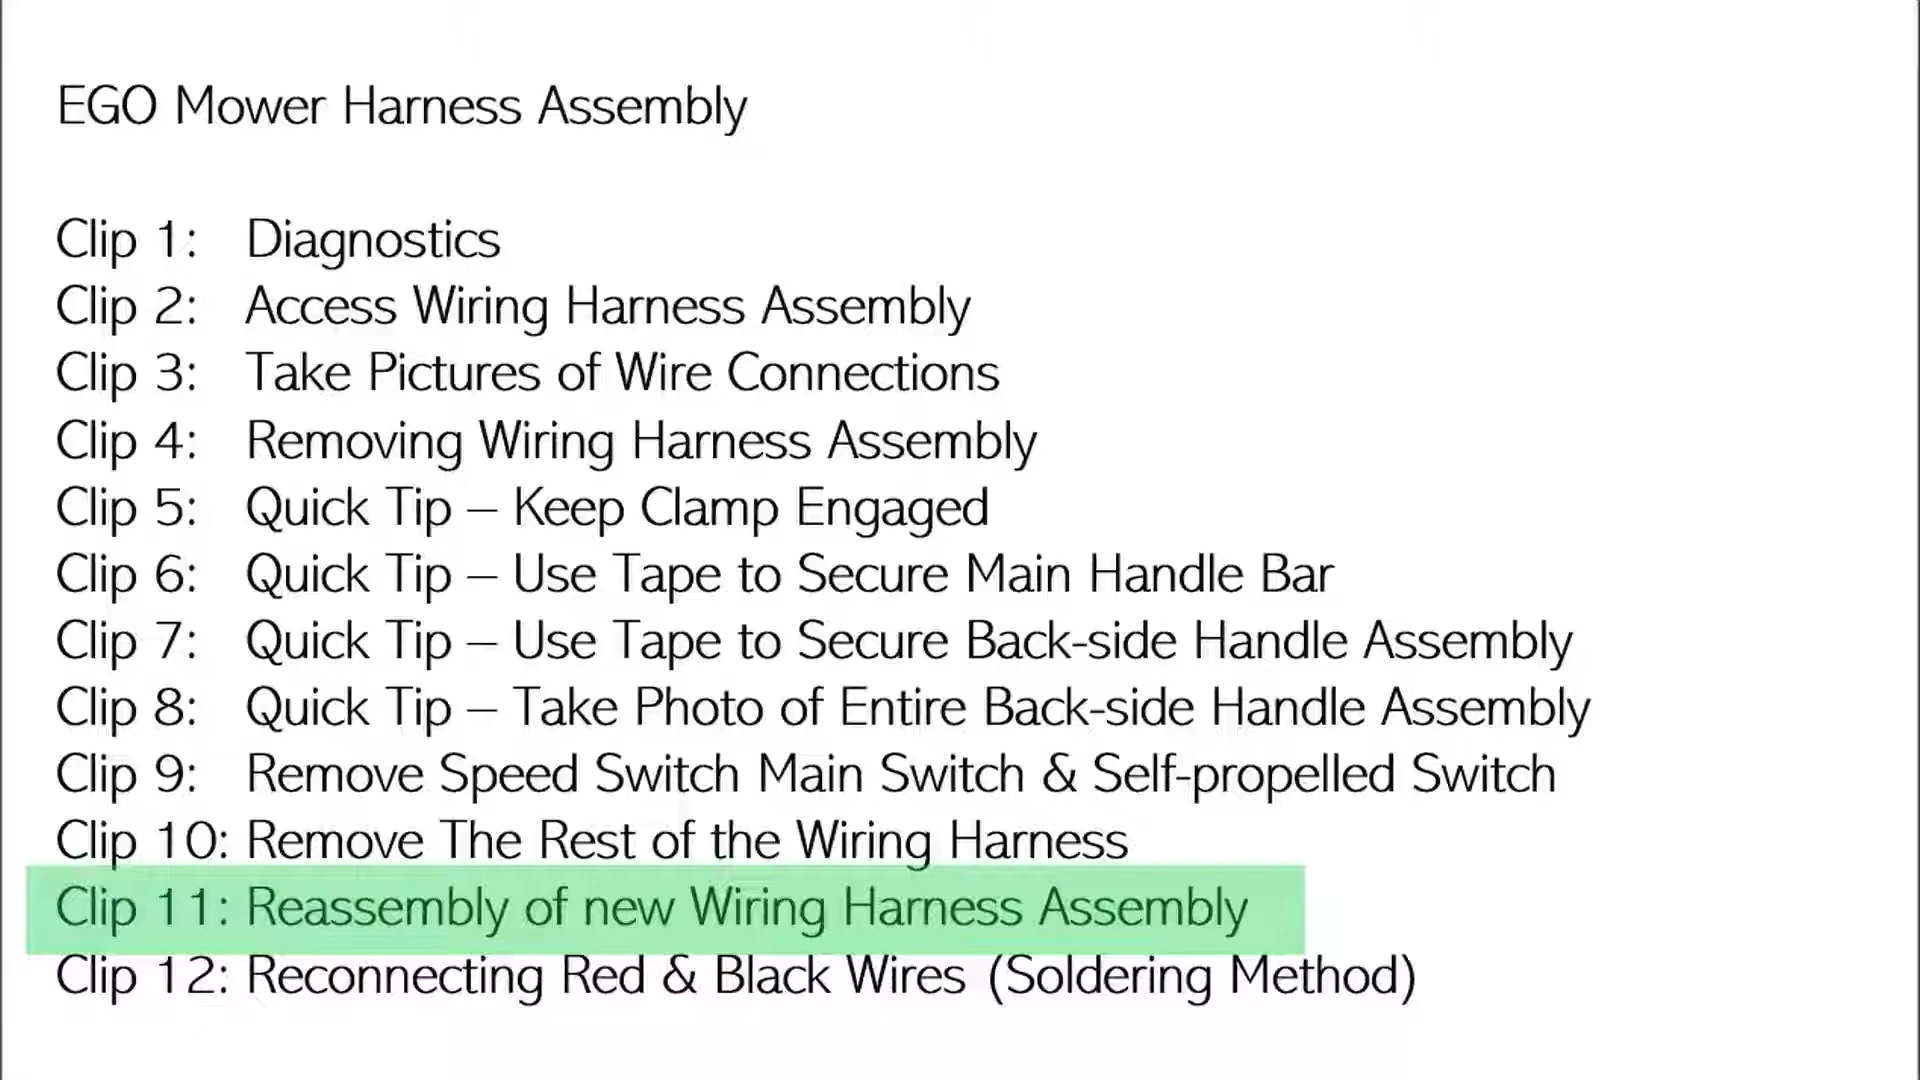 EGO Mower Harness Assembly
Clip 1: Diagnostics
Clip 2: Access Wiring Harness Assembly
Clip 3: Take Pictures of Wire Connections
Clip 4: Removing Wiring Harness Assembly
Clip 5: Quick Tip – Keep Clamp Engaged
Clip 6: Quick Tip – Use Tape to Secure Main Handle Bar
Clip 7: Quick Tip – Use Tape to Secure Back-side Handle Assembly
Clip 8: Quick Tip – Take Photo of Entire Back-side Handle Assembly
Clip 9: Remove Speed Switch Main Switch & Self-propelled Switch
Clip 10: Remove The Rest of the Wiring Harness
Clip 11: Reassembly of new Wiring Harness Assembly
Clip 12: Reconnecting Red & Black Wires (Soldering Method)